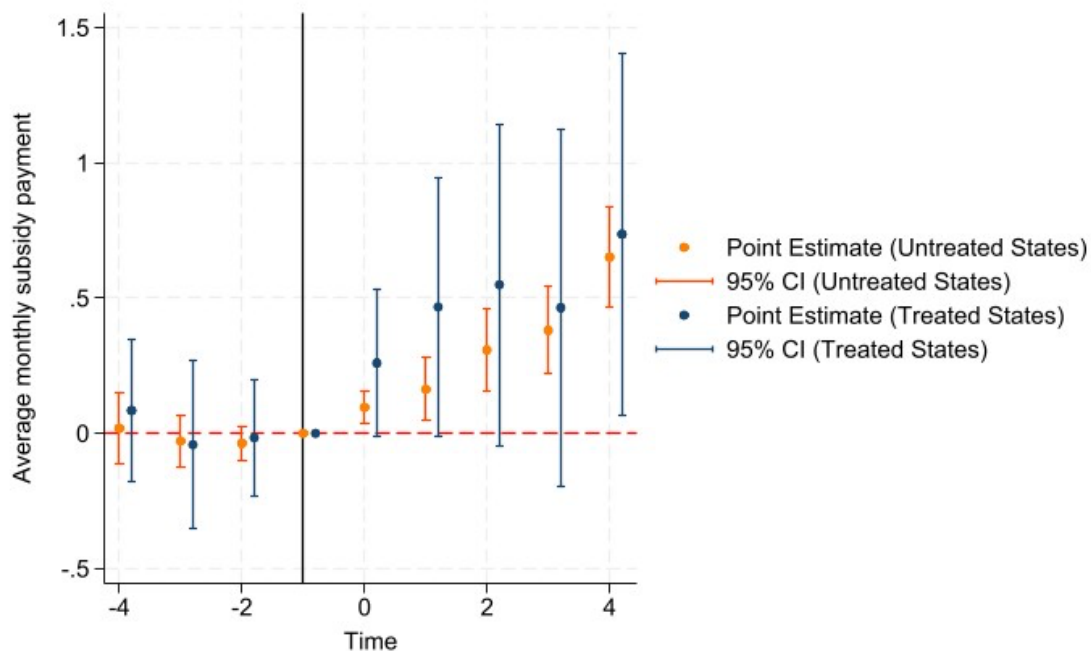 1.5
1
.5
0
-.5
Average monthly subsidy payment
-4
-2
0
2
4
Time
Point Estimate (Untreated States)
95% CI (Untreated States)
Point Estimate (Treated States)
95% CI (Treated States)